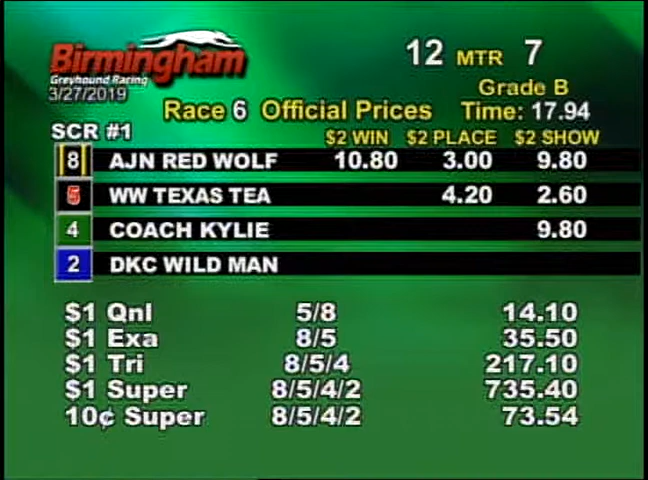 Birmingham
Greyhound Racing
3/27/2019
12 MTR 7
Grade B
Race 6 Official Prices Time: 17.94
SCR #1
$2 WIN $2 PLACE $2 SHOW
8 AJN RED WOLF 10.80 3.00 9.80
5 WW TEXAS TEA 4.20 2.60
4 COACH KYLIE 9.80
2 DKC WILD MAN
$1 Qnl 5/8 14.10
$1 Exa 8/5 35.50
$1 Tri 8/5/4 217.10
$1 Super 8/5/4/2 735.40
10¢ Super 8/5/4/2 73.54